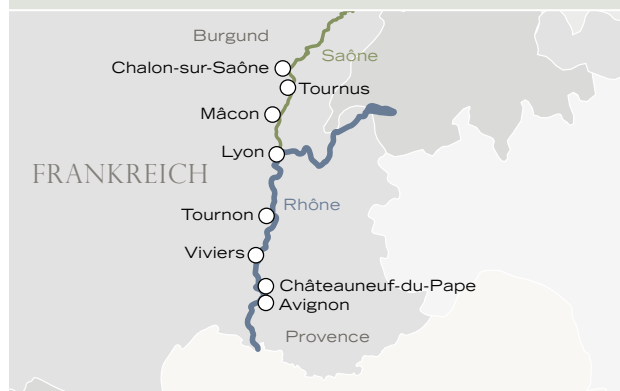 Burgund
Saône
Chalon-sur-Saône
Tournus
Mâcon
Lyon
FRANKREICH
Tournon
Rhône
Viviers
Châteauneuf-du-Pape
Avignon
Provence